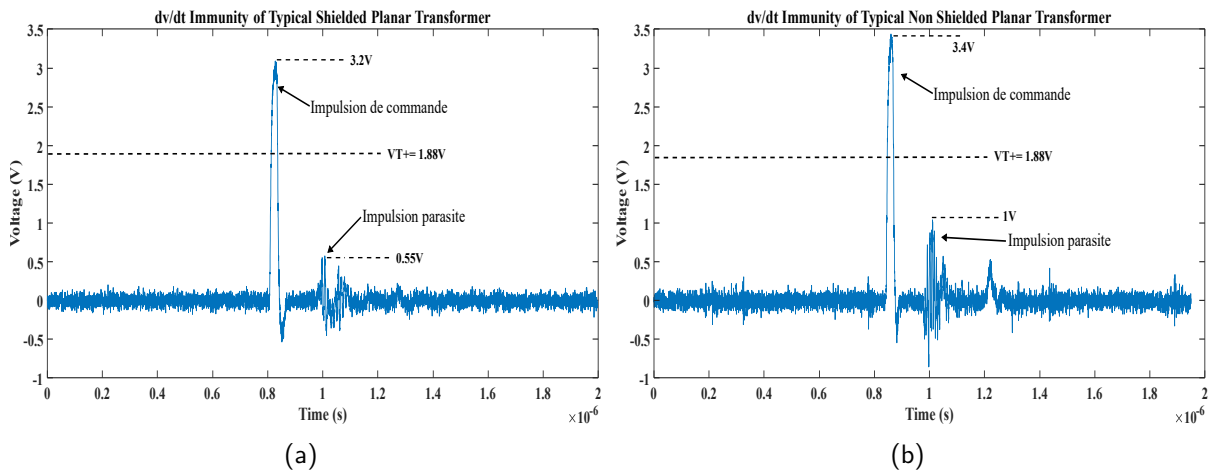 dv/dt Immunity of Typical Shielded Planar Transformer
3.5
3
2.5
2
1.5
1
0.5
0
-0.5
-1
Voltage (V)
3.2V
Impulsion de commande
VT+= 1.88V
Impulsion parasite
0.55V
0
0.2
0.4
0.6
0.8
1
1.2
1.4
1.6
1.8
2
Time (s)
×10-6
(a)
dv/dt Immunity of Typical Non Shielded Planar Transformer
3.5
3
2.5
2
1.5
1
0.5
0
-0.5
-1
Voltage (V)
3.4V
Impulsion de commande
VT+= 1.88V
1V
Impulsion parasite
0
0.2
0.4
0.6
0.8
1
1.2
1.4
1.6
1.8
2
Time (s)
×10-6
(b)